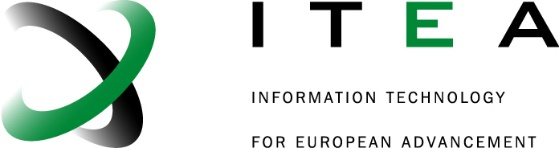 ITEA
INFORMATION TECHNOLOGY
FOR EUROPEAN ADVANCEMENT